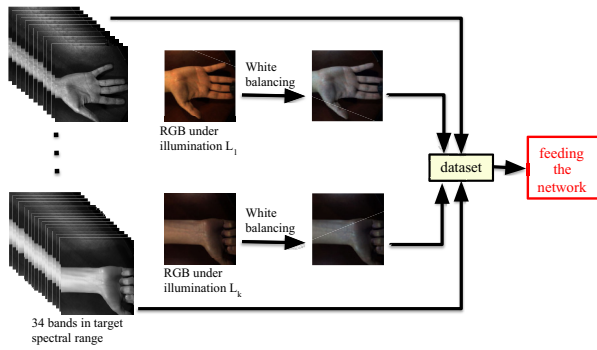 White
balancing
RGB under
illumination L₁
dataset
feeding
the
network
White
balancing
RGB under
illumination Lₖ
34 bands in target
spectral range